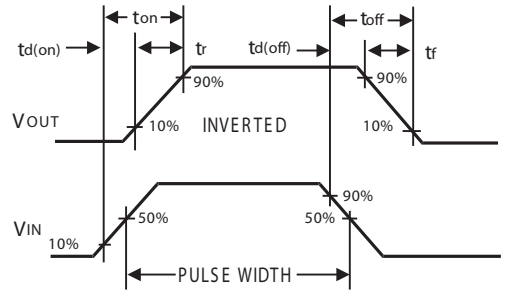 ton toff
td(on) tr td(off) tf
90% 90%
VOUT 10% INVERTED 10%
90%
50% 50%
VIN 10%
PULSE WIDTH